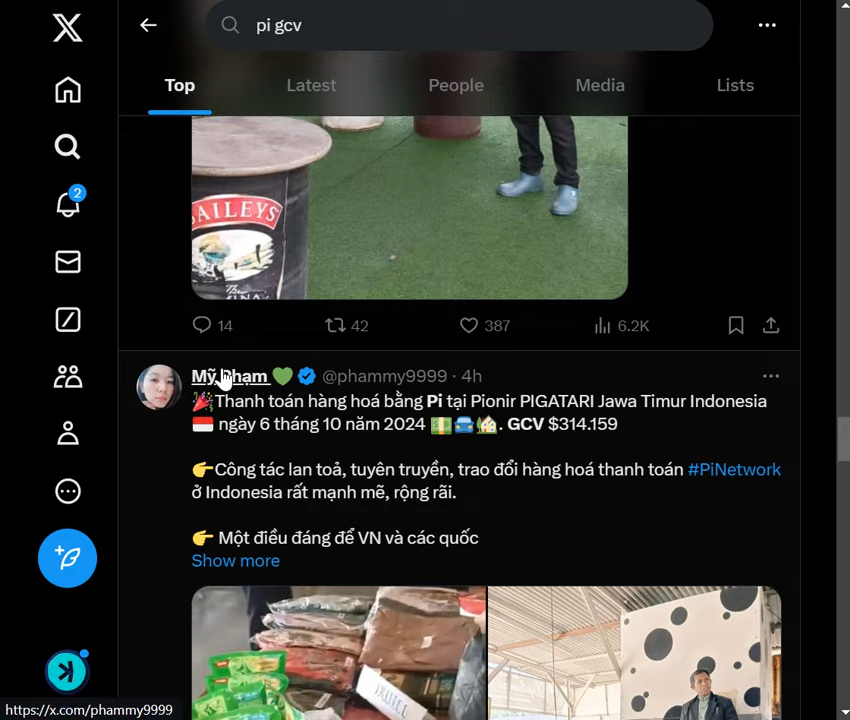 pi gcv
Top
Latest
People
Media
Lists
2
BAILEYS
14
42
387
6.2K
Mỹ Phạm @phammy9999 · 4h
🎉Thanh toán hàng hoá bằng Pi tại Pionir PIGATARI Jawa Timur Indonesia
🇮🇩 ngày 6 tháng 10 năm 2024 💵🚘🏡. GCV $314.159
👉Công tác lan toả, tuyên truyền, trao đổi hàng hoá thanh toán #PiNetwork
ở Indonesia rất mạnh mẽ, rộng rãi.
👉 Một điều đáng để VN và các quốc
Show more
https://x.com/phammy9999